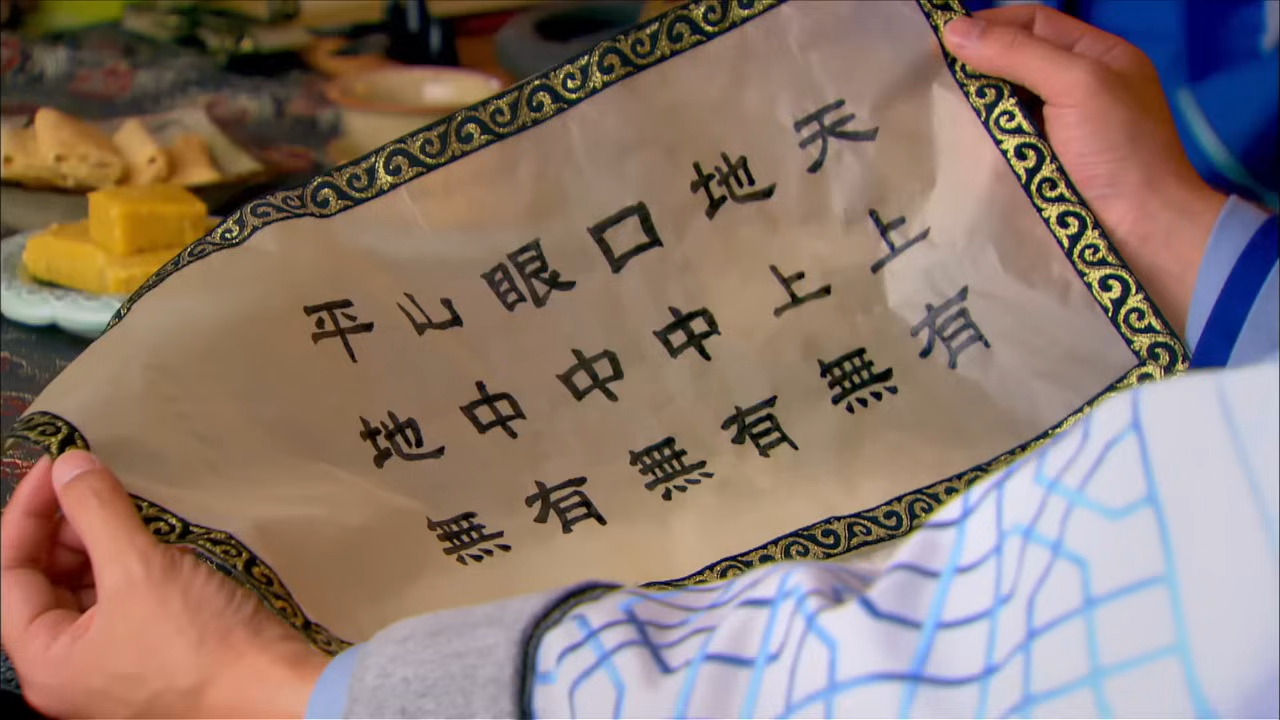 天上有
地上無
口中有
眼中無
山中有
平地無